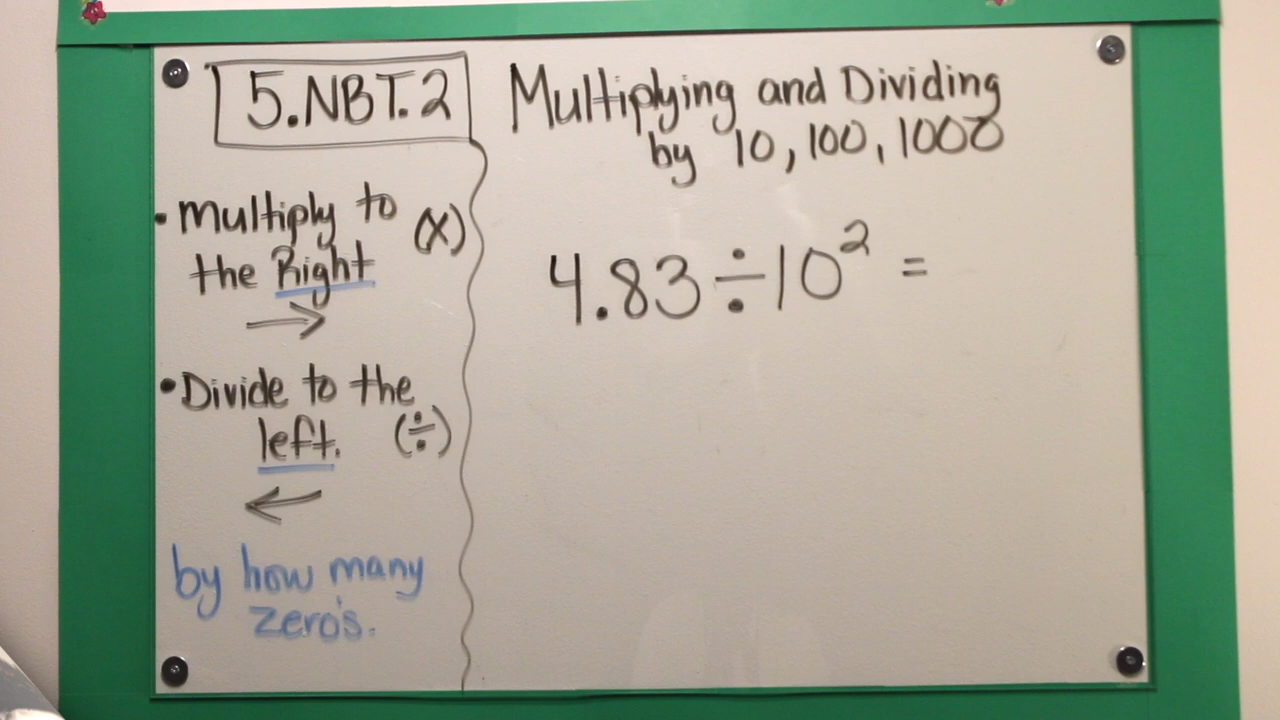 5.NBT.2
• Multiply to (x)
the Right
→
• Divide to the
left. (÷)
←
by how many
zero's.
Multiplying and Dividing
by 10, 100, 1000
4.83 ÷ 10² =